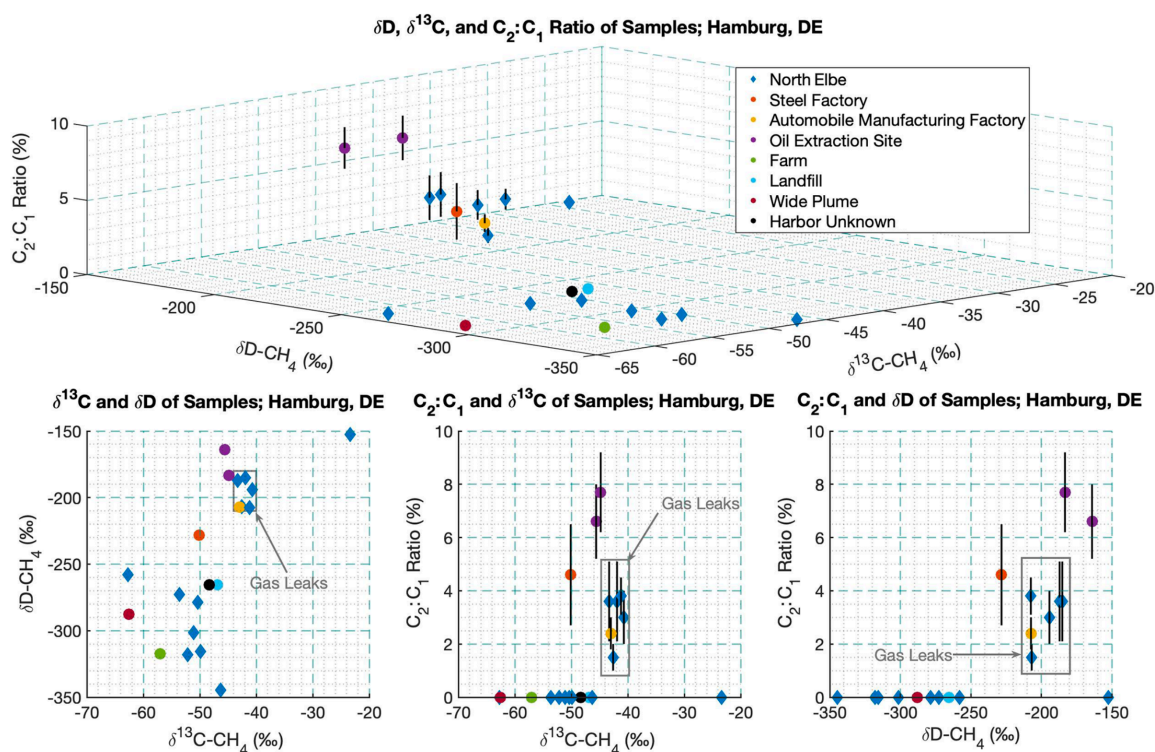 δD, δ¹³C, and C₂:C₁ Ratio of Samples; Hamburg, DE
North Elbe
Steel Factory
Automobile Manufacturing Factory
Oil Extraction Site
Farm
Landfill
Wide Plume
Harbor Unknown
C₂:C₁ Ratio (%)
10
5
0
-150
-200
-250
-300
-350
δD-CH₄ (‰)
-65
-60
-55
-50
-45
-40
-35
-30
-25
-20
δ¹³C-CH₄ (‰)
δ¹³C and δD of Samples; Hamburg, DE
δD-CH₄ (‰)
-150
-200
-250
-300
-350
Gas Leaks
-70
-60
-50
-40
-30
-20
δ¹³C-CH₄ (‰)
C₂:C₁ and δ¹³C of Samples; Hamburg, DE
C₂:C₁ Ratio (%)
10
8
6
4
2
0
Gas Leaks
-70
-60
-50
-40
-30
-20
δ¹³C-CH₄ (‰)
C₂:C₁ and δD of Samples; Hamburg, DE
C₂:C₁ Ratio (%)
10
8
6
4
2
0
Gas Leaks
-350
-300
-250
-200
-150
δD-CH₄ (‰)